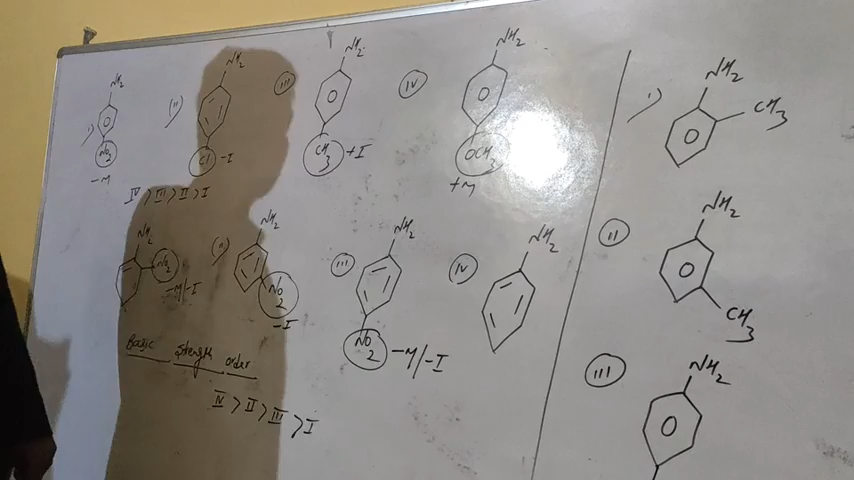 NH2
i)
NO2
-M
NH2
(ii)
Cl -I
NH2
iii
CH3 +I
NH2
iv
OCH3
+M
IV > III > II > I
NH2
NO2
-M/-I
NH2
ii)
NO2
-I
NH2
iii
NO2 -M/-I
NH2
iv
Basic Strength order
IV > II > III > I
NH2
i)
CH3
NH2
ii
CH3
NH2
iii